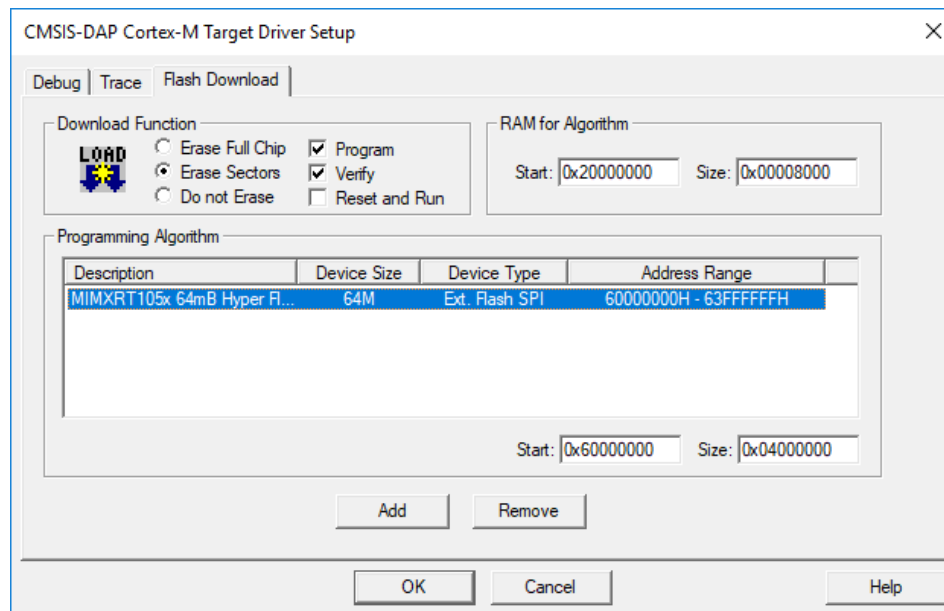 CMSIS-DAP Cortex-M Target Driver Setup
Debug Trace Flash Download
Download Function
LOAD
Erase Full Chip
Erase Sectors
Do not Erase
Program
Verify
Reset and Run
RAM for Algorithm
Start: 0x20000000 Size: 0x00008000
Programming Algorithm
Description Device Size Device Type Address Range
MIMXRT105x 64mB Hyper Fl... 64M Ext. Flash SPI 60000000H - 63FFFFFFH
Start: 0x60000000 Size: 0x04000000
Add Remove
OK Cancel Help